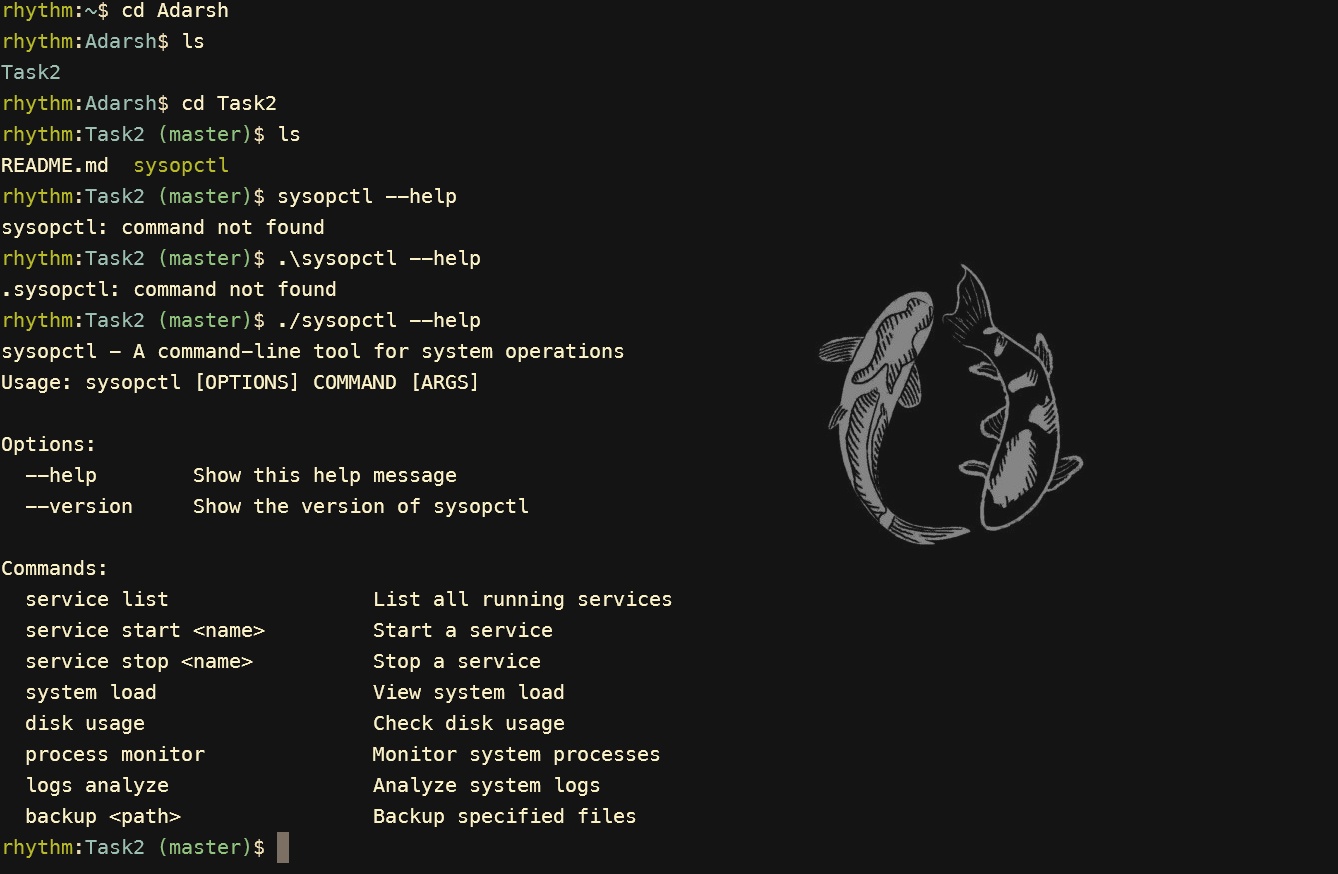 rhythm:~$ cd Adarsh
rhythm:Adarsh$ ls
Task2
rhythm:Adarsh$ cd Task2
rhythm:Task2 (master)$ ls
README.md  sysopctl
rhythm:Task2 (master)$ sysopctl --help
sysopctl: command not found
rhythm:Task2 (master)$ .\sysopctl --help
.sysopctl: command not found
rhythm:Task2 (master)$ ./sysopctl --help
sysopctl - A command-line tool for system operations
Usage: sysopctl [OPTIONS] COMMAND [ARGS]

Options:
  --help        Show this help message
  --version     Show the version of sysopctl

Commands:
  service list                 List all running services
  service start <name>         Start a service
  service stop <name>          Stop a service
  system load                  View system load
  disk usage                   Check disk usage
  process monitor              Monitor system processes
  logs analyze                 Analyze system logs
  backup <path>                Backup specified files
rhythm:Task2 (master)$